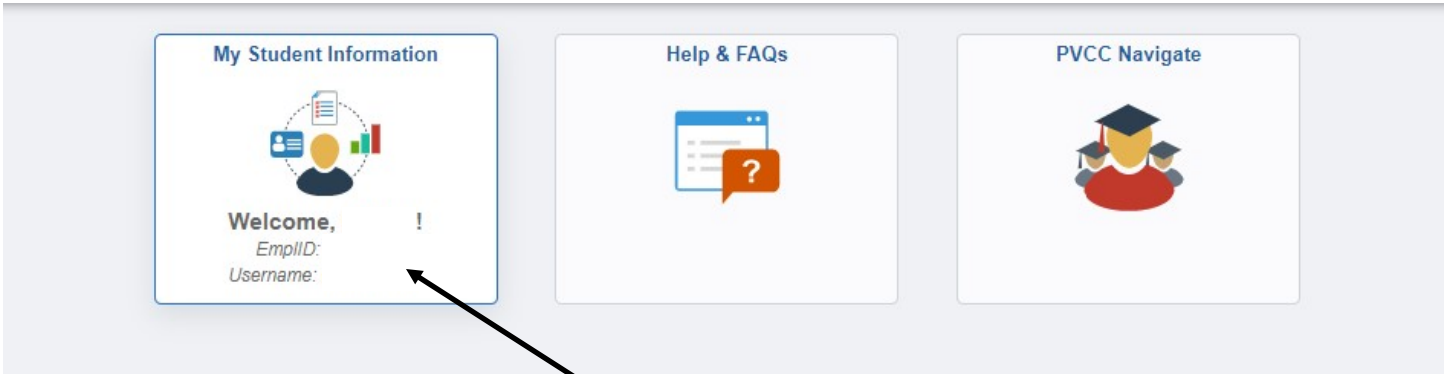 My Student Information
Welcome, !
EmplID:
Username:
Help & FAQs
?
PVCC Navigate